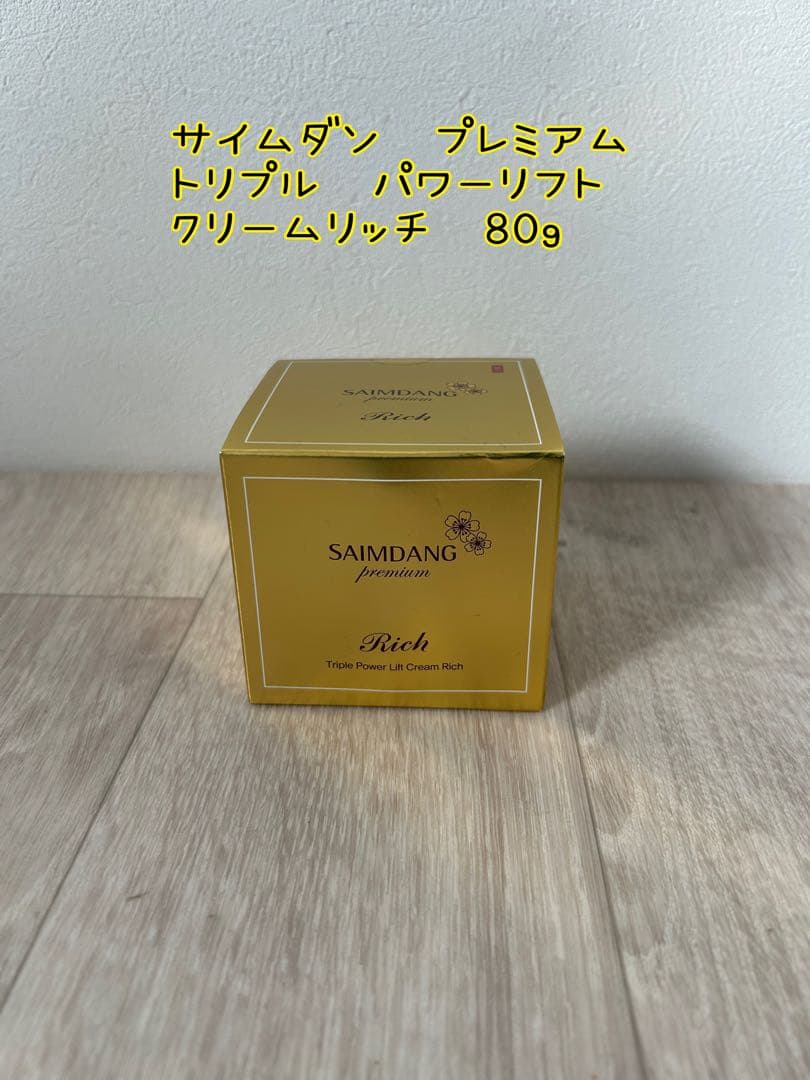 サイムダン　プレミアム
トリプル　パワーリフト
クリームリッチ　80g
SAIMDANG
premium
Rich
SAIMDANG
premium
Rich
Triple Power Lift Cream Rich